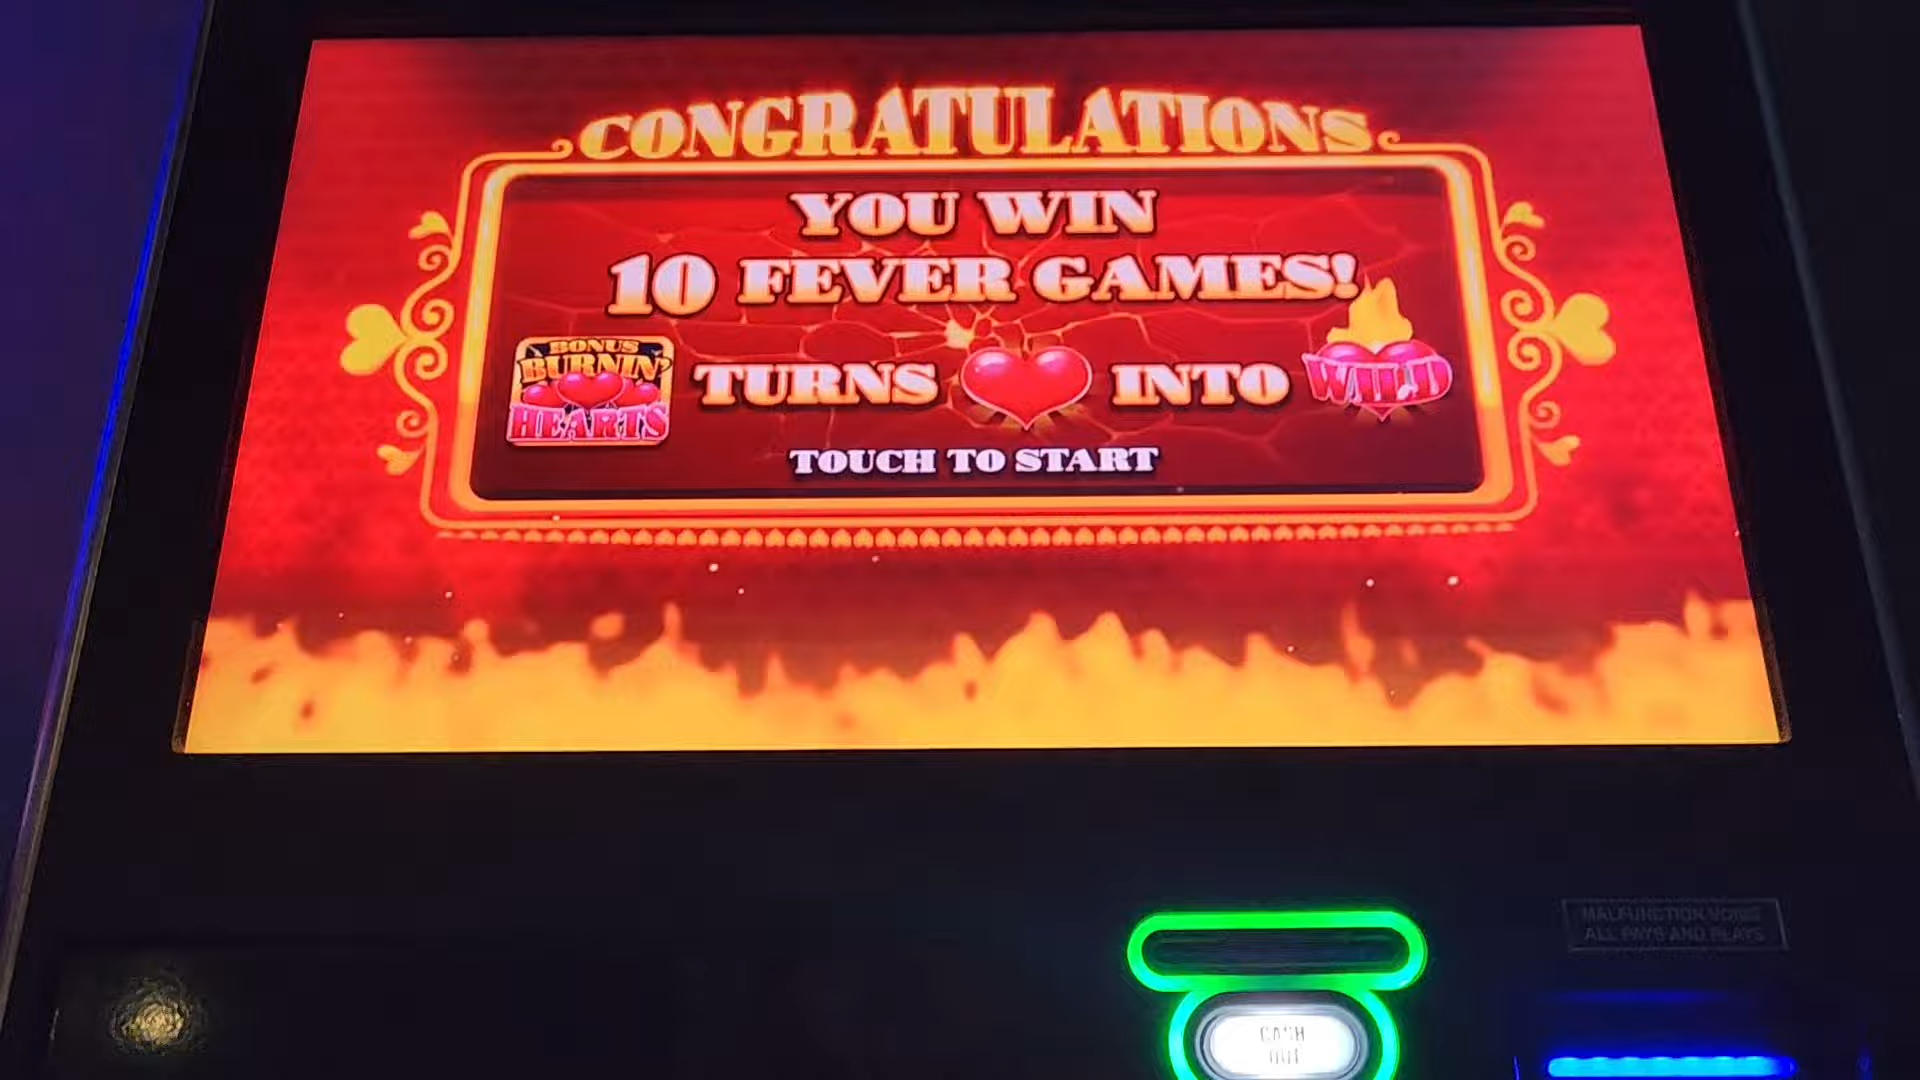 CONGRATULATIONS
YOU WIN
10 FEVER GAMES!
BONUS
BURNIN'
HEARTS
TURNS INTO WILD
TOUCH TO START
MALFUNCTION VOIDS
ALL PAYS AND PLAYS
CASH
OUT